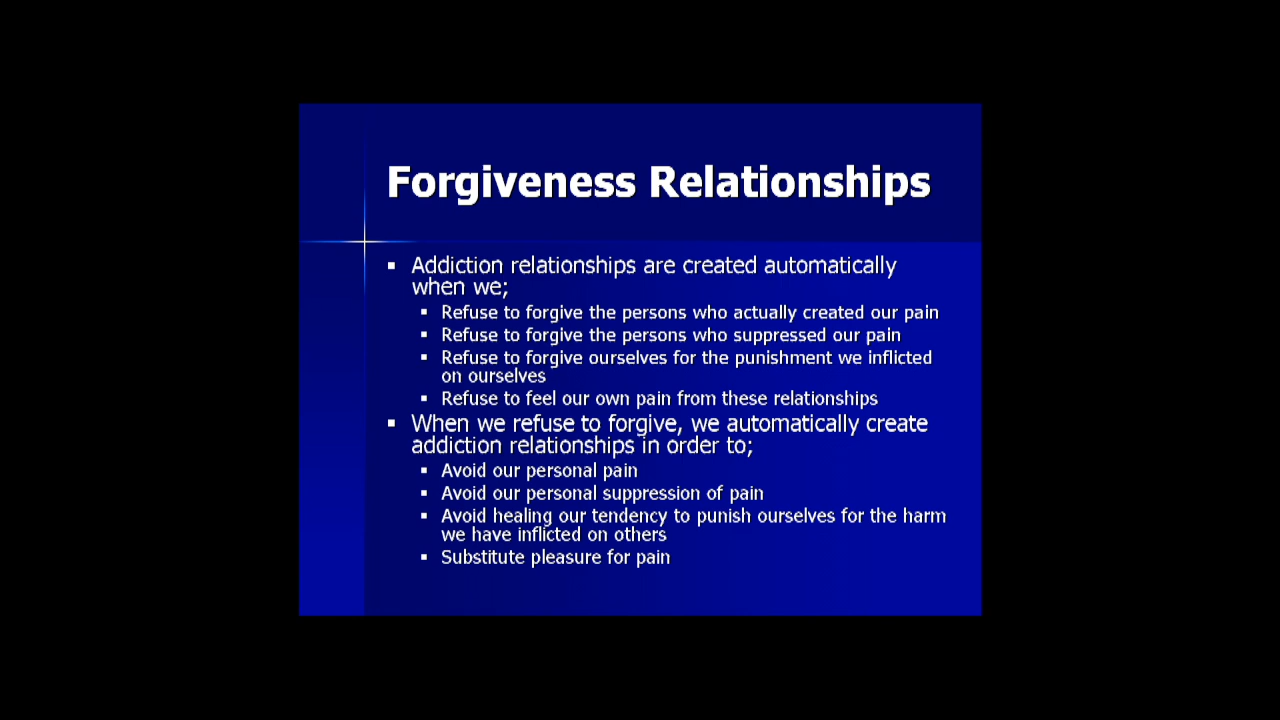 Forgiveness Relationships
▪ Addiction relationships are created automatically
when we;
▪ Refuse to forgive the persons who actually created our pain
▪ Refuse to forgive the persons who suppressed our pain
▪ Refuse to forgive ourselves for the punishment we inflicted
on ourselves
▪ Refuse to feel our own pain from these relationships
▪ When we refuse to forgive, we automatically create
addiction relationships in order to;
▪ Avoid our personal pain
▪ Avoid our personal suppression of pain
▪ Avoid healing our tendency to punish ourselves for the harm
we have inflicted on others
▪ Substitute pleasure for pain